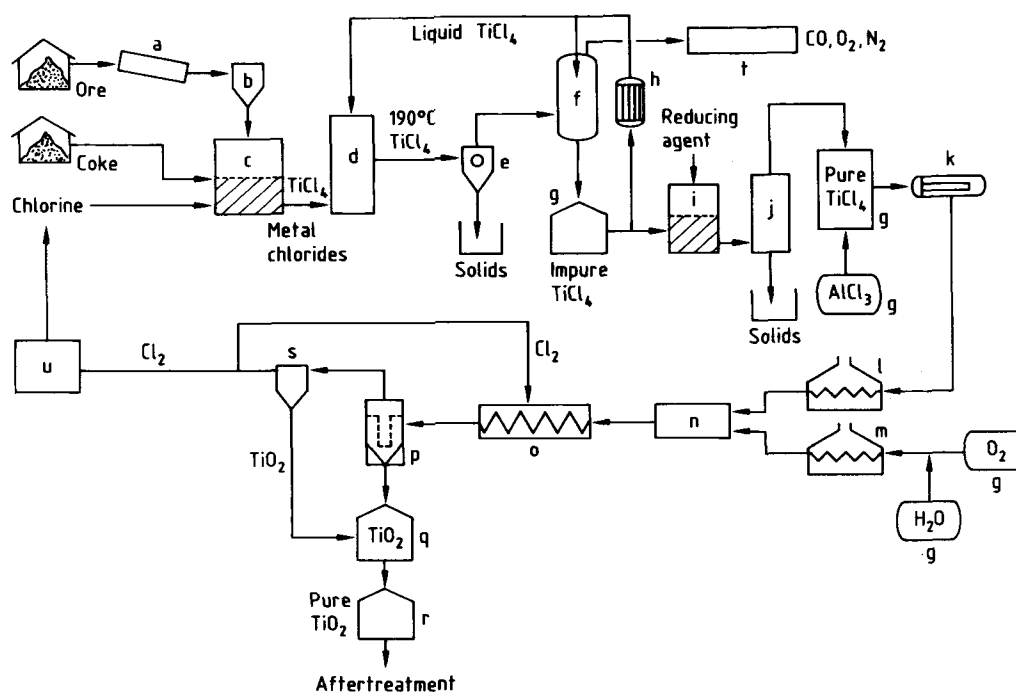 a
Ore
b
Coke
c
Chlorine
TiCl4
Metal
chlorides
Liquid TiCl4
d
190°C
TiCl4
e
Solids
f
g
Impure
TiCl4
h
t
CO, O2, N2
Reducing
agent
i
j
Solids
Pure
TiCl4
g
AlCl3
g
k
l
m
O2
g
H2O
g
n
o
Cl2
p
s
Cl2
u
TiO2
TiO2
q
Pure
TiO2
r
Aftertreatment